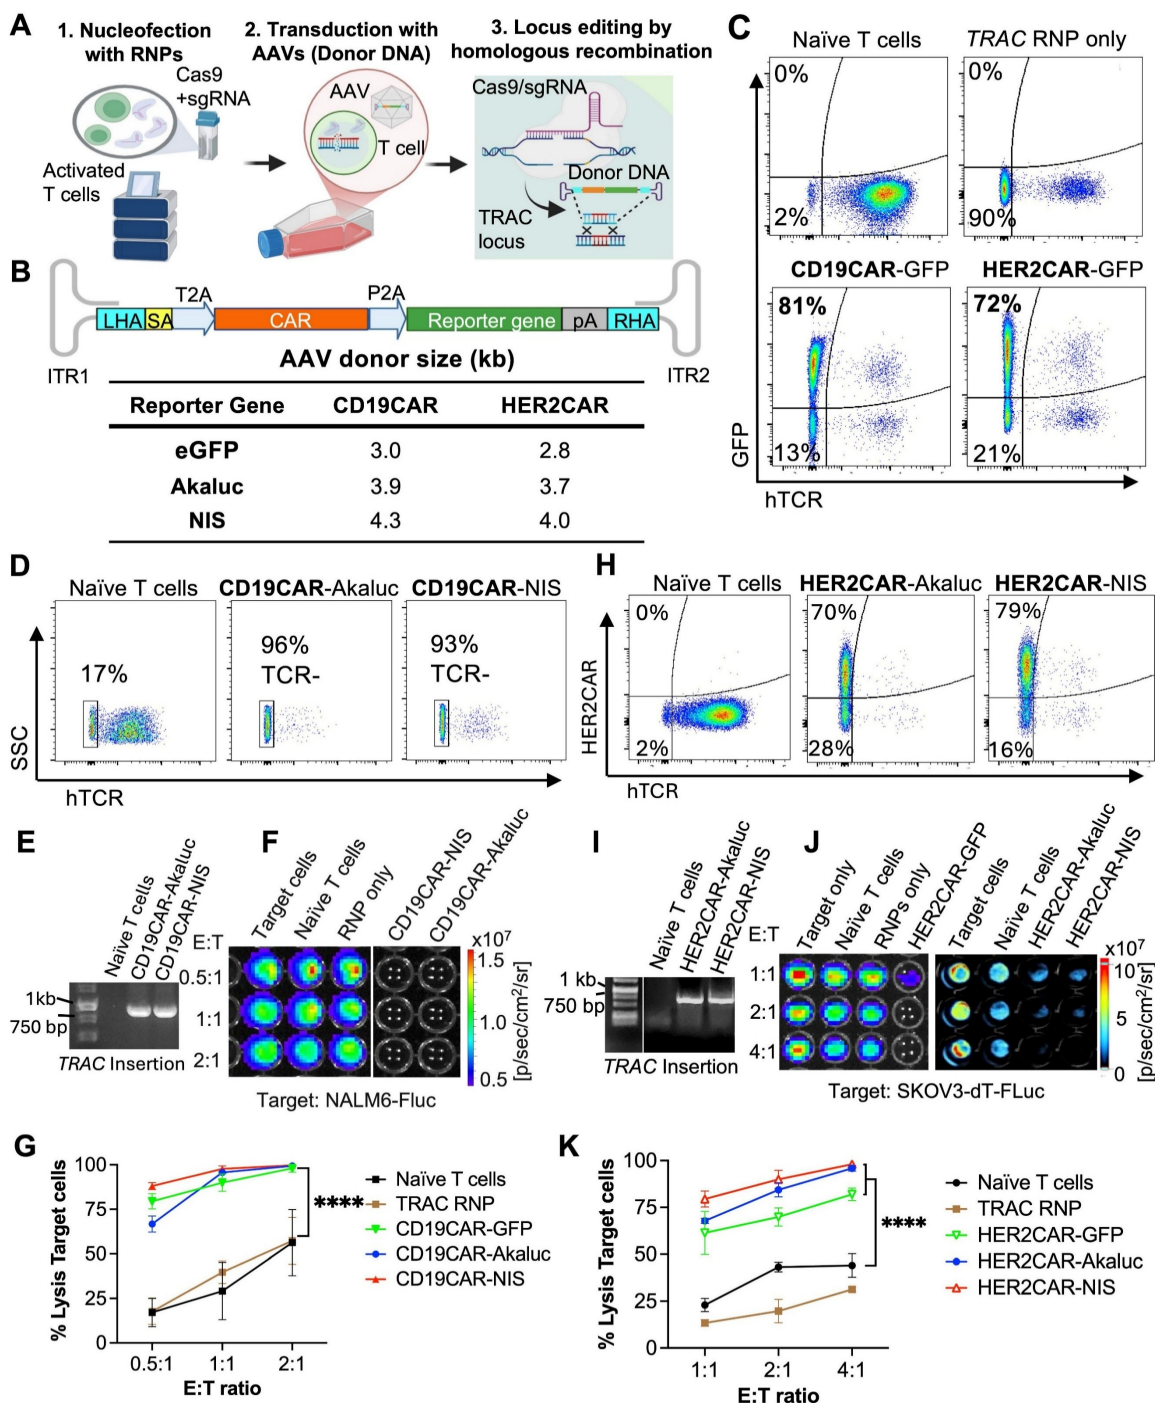 A
1. Nucleofection
with RNPs
Cas9
+sgRNA
Activated
T cells
2. Transduction with
AAVs (Donor DNA)
AAV
T cell
3. Locus editing by
homologous recombination
Cas9/sgRNA
Donor DNA
TRAC
locus
B
T2A
P2A
LHA
SA
CAR
Reporter gene
pA
RHA
ITR1
ITR2
AAV donor size (kb)
Reporter Gene CD19CAR HER2CAR
eGFP 3.0 2.8
Akaluc 3.9 3.7
NIS 4.3 4.0
C
Naïve T cells
TRAC RNP only
0%
0%
2%
90%
CD19CAR-GFP
HER2CAR-GFP
81%
72%
13%
21%
GFP
hTCR
D
Naïve T cells
CD19CAR-Akaluc
CD19CAR-NIS
17%
96%
TCR-
93%
TCR-
SSC
hTCR
H
Naïve T cells
HER2CAR-Akaluc
HER2CAR-NIS
0%
70%
79%
2%
28%
16%
HER2CAR
hTCR
E
Naïve T cells
CD19CAR-Akaluc
CD19CAR-NIS
1kb
750 bp
TRAC Insertion
F
Target cells
Naïve T cells
RNP only
CD19CAR-NIS
CD19CAR-Akaluc
E:T
0.5:1
1:1
2:1
x10⁷
1.5
1.0
0.5
[p/sec/cm²/sr]
Target: NALM6-Fluc
I
Naïve T cells
HER2CAR-Akaluc
HER2CAR-NIS
1 kb
750 bp
TRAC Insertion
J
Target only
Naïve T cells
RNPs only
HER2CAR-GFP
Target cells
Naïve T cells
HER2CAR-Akaluc
HER2CAR-NIS
E:T
1:1
2:1
4:1
x10⁷
10
5
0
[p/sec/cm²/sr]
Target: SKOV3-dT-FLuc
G
% Lysis Target cells
100
75
50
25
0
0.5:1
1:1
2:1
E:T ratio
****
Naïve T cells
TRAC RNP
CD19CAR-GFP
CD19CAR-Akaluc
CD19CAR-NIS
K
% Lysis Target cells
100
75
50
25
0
1:1
2:1
4:1
E:T ratio
****
Naïve T cells
TRAC RNP
HER2CAR-GFP
HER2CAR-Akaluc
HER2CAR-NIS